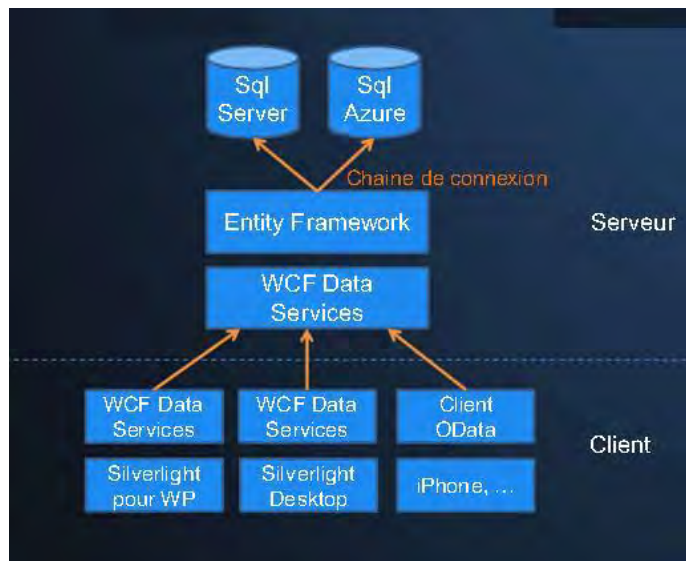 Sql
Server
Sql
Azure
Chaine de connexion
Entity Framework
Serveur
WCF Data
Services
WCF Data
Services
WCF Data
Services
Client
OData
Client
Silverlight
pour WP
Silverlight
Desktop
iPhone, ...